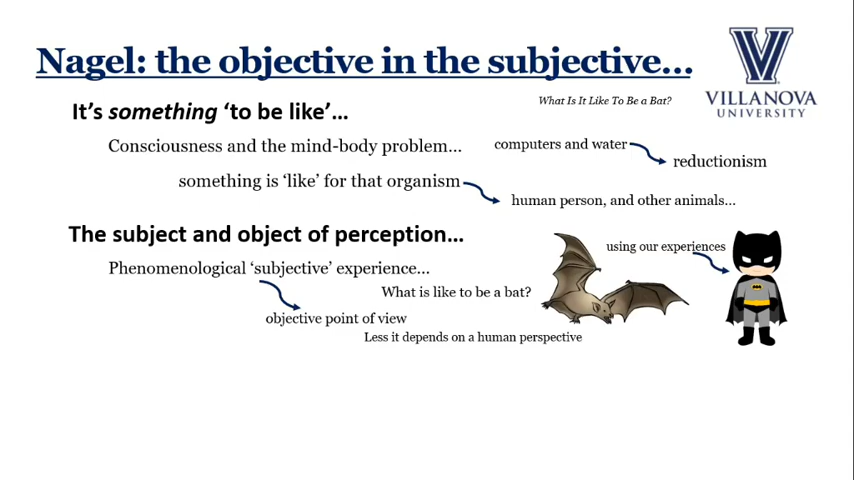 Nagel: the objective in the subjective...
VILLANOVA
UNIVERSITY
What Is It Like To Be a Bat?
It's something 'to be like'...
Consciousness and the mind-body problem...
computers and water
reductionism
something is 'like' for that organism
human person, and other animals...
The subject and object of perception...
using our experiences
Phenomenological 'subjective' experience...
What is like to be a bat?
objective point of view
Less it depends on a human perspective